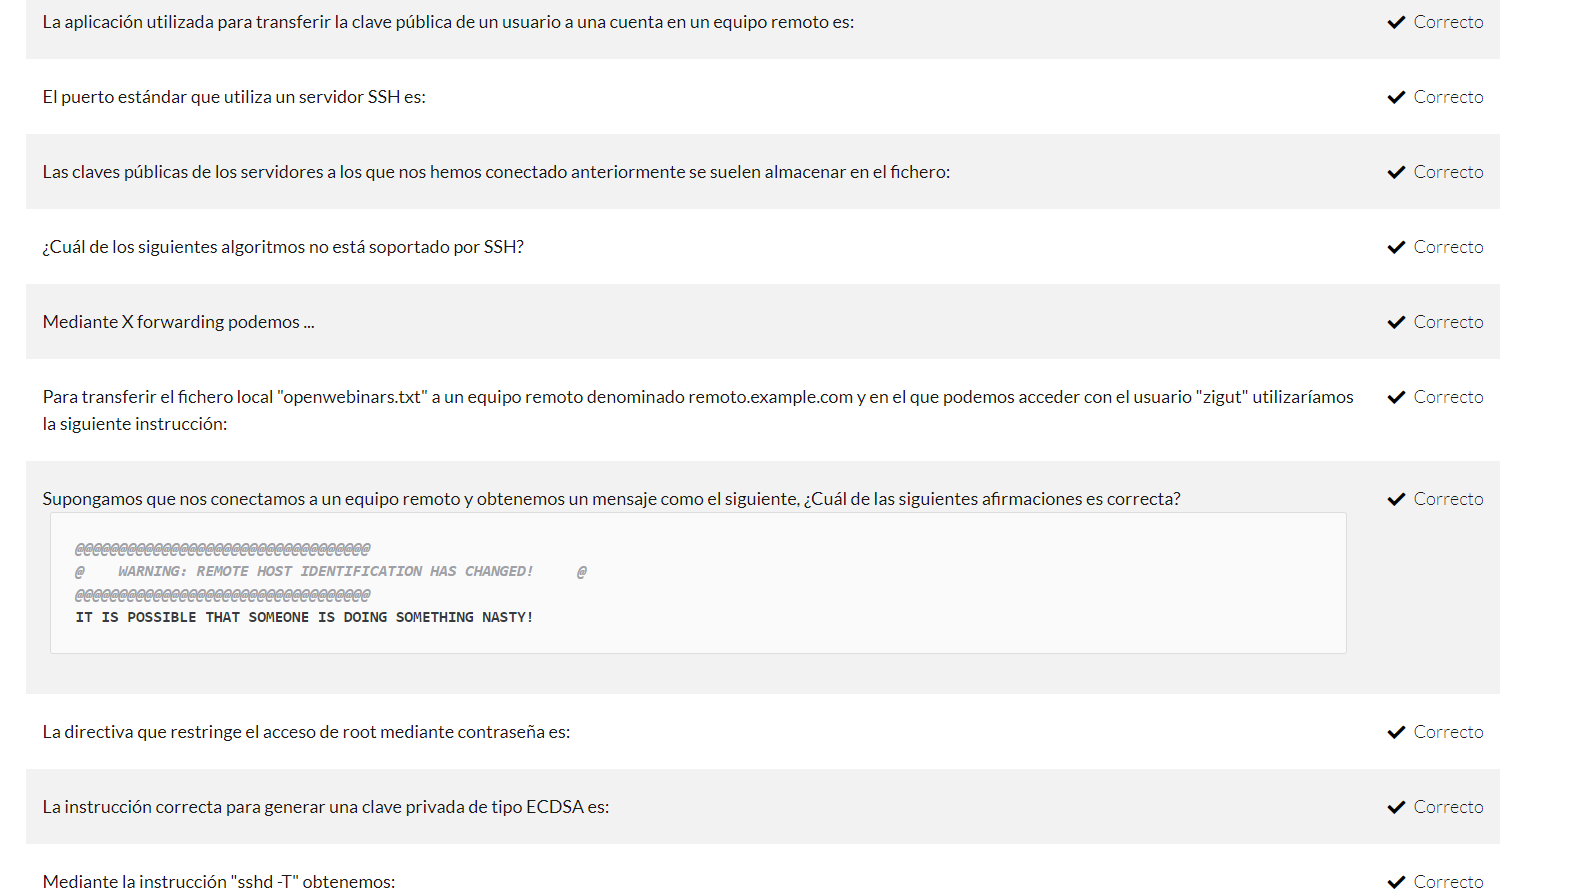 La aplicación utilizada para transferir la clave pública de un usuario a una cuenta en un equipo remoto es:
Correcto
El puerto estándar que utiliza un servidor SSH es:
Correcto
Las claves públicas de los servidores a los que nos hemos conectado anteriormente se suelen almacenar en el fichero:
Correcto
¿Cuál de los siguientes algoritmos no está soportado por SSH?
Correcto
Mediante X forwarding podemos ...
Correcto
Para transferir el fichero local "openwebinars.txt" a un equipo remoto denominado remoto.example.com y en el que podemos acceder con el usuario "zigut" utilizaríamos
la siguiente instrucción:
Correcto
Supongamos que nos conectamos a un equipo remoto y obtenemos un mensaje como el siguiente, ¿Cuál de las siguientes afirmaciones es correcta?
Correcto
@@@@@@@@@@@@@@@@@@@@@@@@@@@@@@@@@@
@    WARNING: REMOTE HOST IDENTIFICATION HAS CHANGED!     @
@@@@@@@@@@@@@@@@@@@@@@@@@@@@@@@@@@
IT IS POSSIBLE THAT SOMEONE IS DOING SOMETHING NASTY!
La directiva que restringe el acceso de root mediante contraseña es:
Correcto
La instrucción correcta para generar una clave privada de tipo ECDSA es:
Correcto
Mediante la instrucción "sshd -T" obtenemos:
Correcto